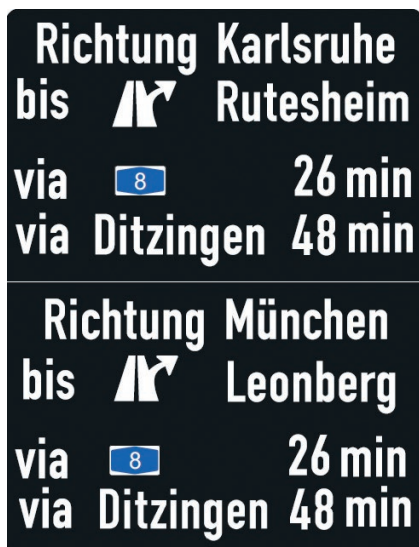 Richtung Karlsruhe
bis Rutesheim
via 8 26 min
via Ditzingen 48 min
Richtung München
bis Leonberg
via 8 26 min
via Ditzingen 48 min